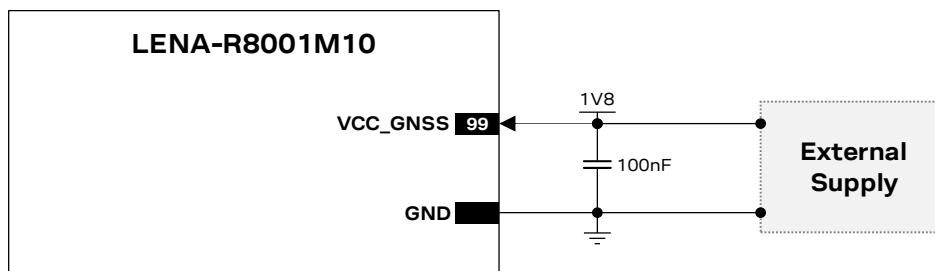 LENA-R8001M10
1V8
VCC_GNSS 99
100nF
External
Supply
GND